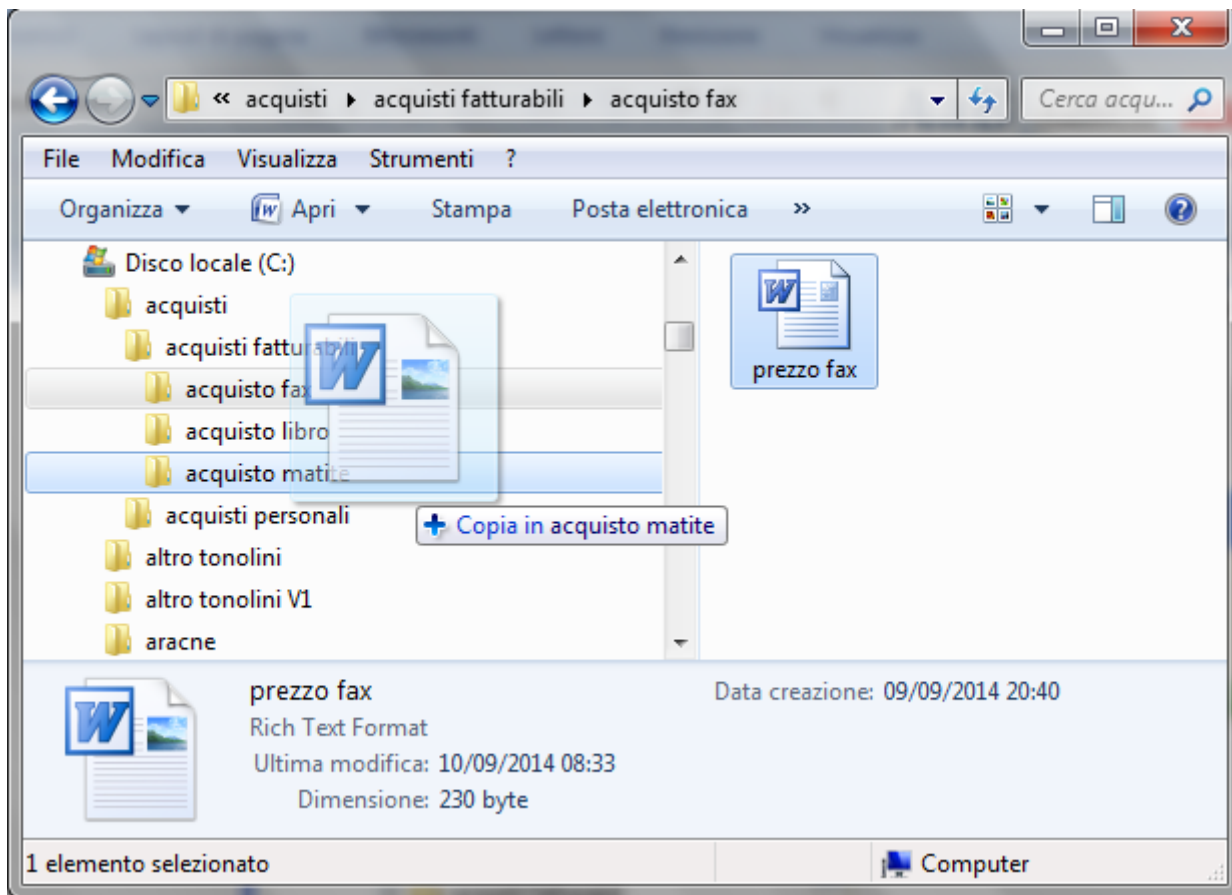 « acquisti ▸ acquisti fatturabili ▸ acquisto fax
Cerca acqu...
File Modifica Visualizza Strumenti ?
Organizza Apri Stampa Posta elettronica »
Disco locale (C:)
acquisti
acquisti fatturabili
acquisto fax
acquisto libro
acquisto matite
acquisti personali
Copia in acquisto matite
altro tonolini
altro tonolini V1
aracne
prezzo fax
prezzo fax
Data creazione: 09/09/2014 20:40
Rich Text Format
Ultima modifica: 10/09/2014 08:33
Dimensione: 230 byte
1 elemento selezionato
Computer